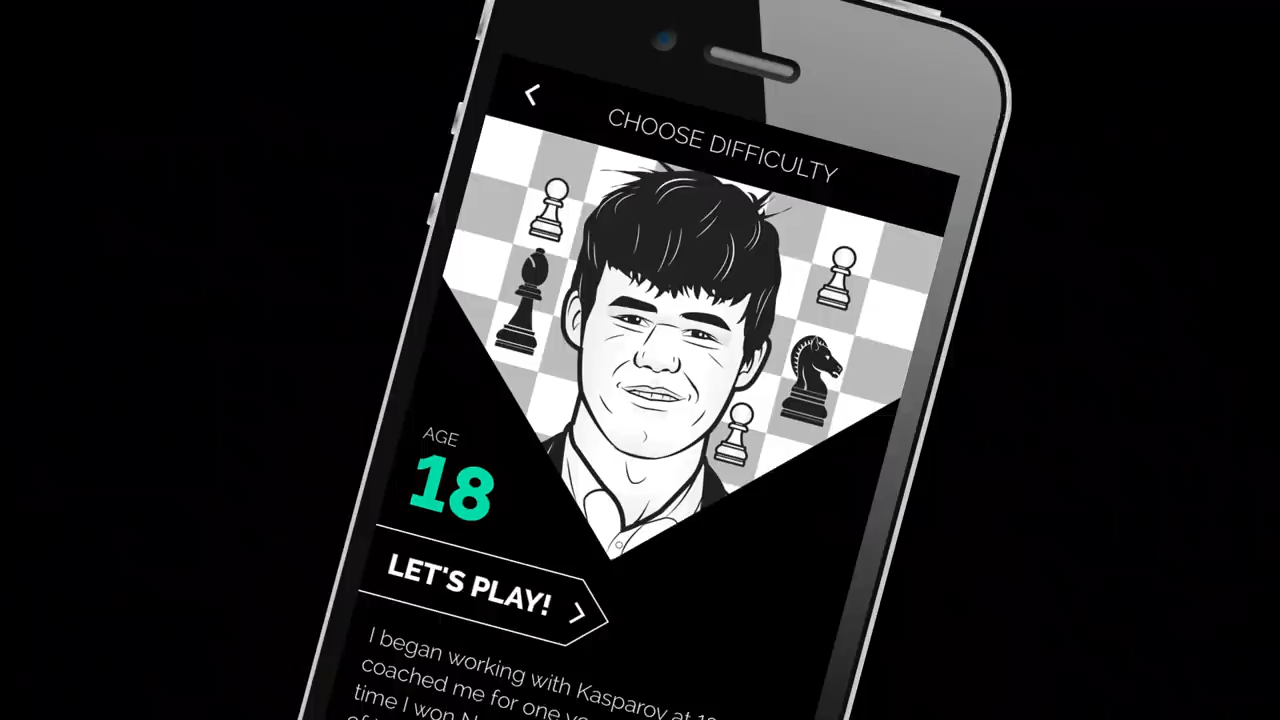 CHOOSE DIFFICULTY
AGE
18
LET'S PLAY!
I began working with Kasparov at
coached me for one
time I won